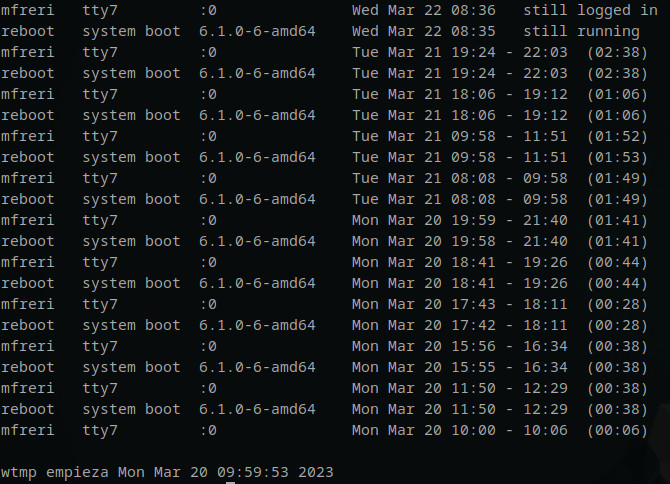 mfreri   tty7         :0               Wed Mar 22 08:36   still logged in
reboot   system boot  6.1.0-6-amd64    Wed Mar 22 08:35   still running
mfreri   tty7         :0               Tue Mar 21 19:24 - 22:03  (02:38)
reboot   system boot  6.1.0-6-amd64    Tue Mar 21 19:24 - 22:03  (02:38)
mfreri   tty7         :0               Tue Mar 21 18:06 - 19:12  (01:06)
reboot   system boot  6.1.0-6-amd64    Tue Mar 21 18:06 - 19:12  (01:06)
mfreri   tty7         :0               Tue Mar 21 09:58 - 11:51  (01:52)
reboot   system boot  6.1.0-6-amd64    Tue Mar 21 09:58 - 11:51  (01:53)
mfreri   tty7         :0               Tue Mar 21 08:08 - 09:58  (01:49)
reboot   system boot  6.1.0-6-amd64    Tue Mar 21 08:08 - 09:58  (01:49)
mfreri   tty7         :0               Mon Mar 20 19:59 - 21:40  (01:41)
reboot   system boot  6.1.0-6-amd64    Mon Mar 20 19:58 - 21:40  (01:41)
mfreri   tty7         :0               Mon Mar 20 18:41 - 19:26  (00:44)
reboot   system boot  6.1.0-6-amd64    Mon Mar 20 18:41 - 19:26  (00:44)
mfreri   tty7         :0               Mon Mar 20 17:43 - 18:11  (00:28)
reboot   system boot  6.1.0-6-amd64    Mon Mar 20 17:42 - 18:11  (00:28)
mfreri   tty7         :0               Mon Mar 20 15:56 - 16:34  (00:38)
reboot   system boot  6.1.0-6-amd64    Mon Mar 20 15:55 - 16:34  (00:38)
mfreri   tty7         :0               Mon Mar 20 11:50 - 12:29  (00:38)
reboot   system boot  6.1.0-6-amd64    Mon Mar 20 11:50 - 12:29  (00:38)
mfreri   tty7         :0               Mon Mar 20 10:00 - 10:06  (00:06)
wtmp empieza Mon Mar 20 09:59:53 2023